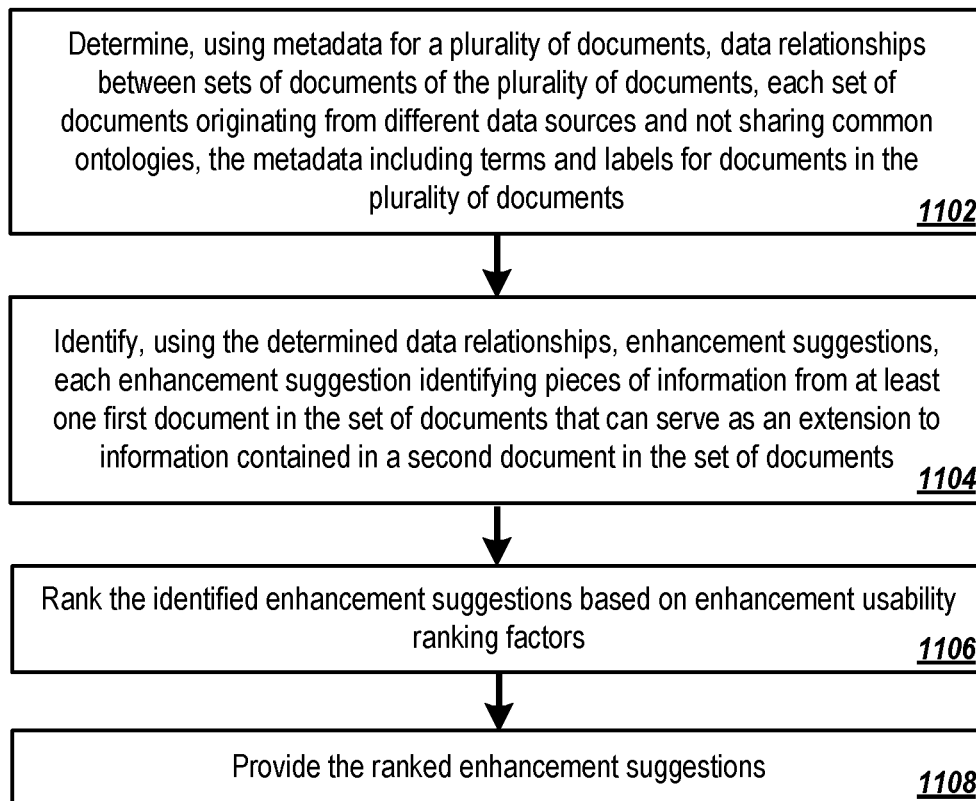 Determine, using metadata for a plurality of documents, data relationships
between sets of documents of the plurality of documents, each set of
documents originating from different data sources and not sharing common
ontologies, the metadata including terms and labels for documents in the
plurality of documents
1102
Identify, using the determined data relationships, enhancement suggestions,
each enhancement suggestion identifying pieces of information from at least
one first document in the set of documents that can serve as an extension to
information contained in a second document in the set of documents
1104
Rank the identified enhancement suggestions based on enhancement usability
ranking factors
1106
Provide the ranked enhancement suggestions
1108